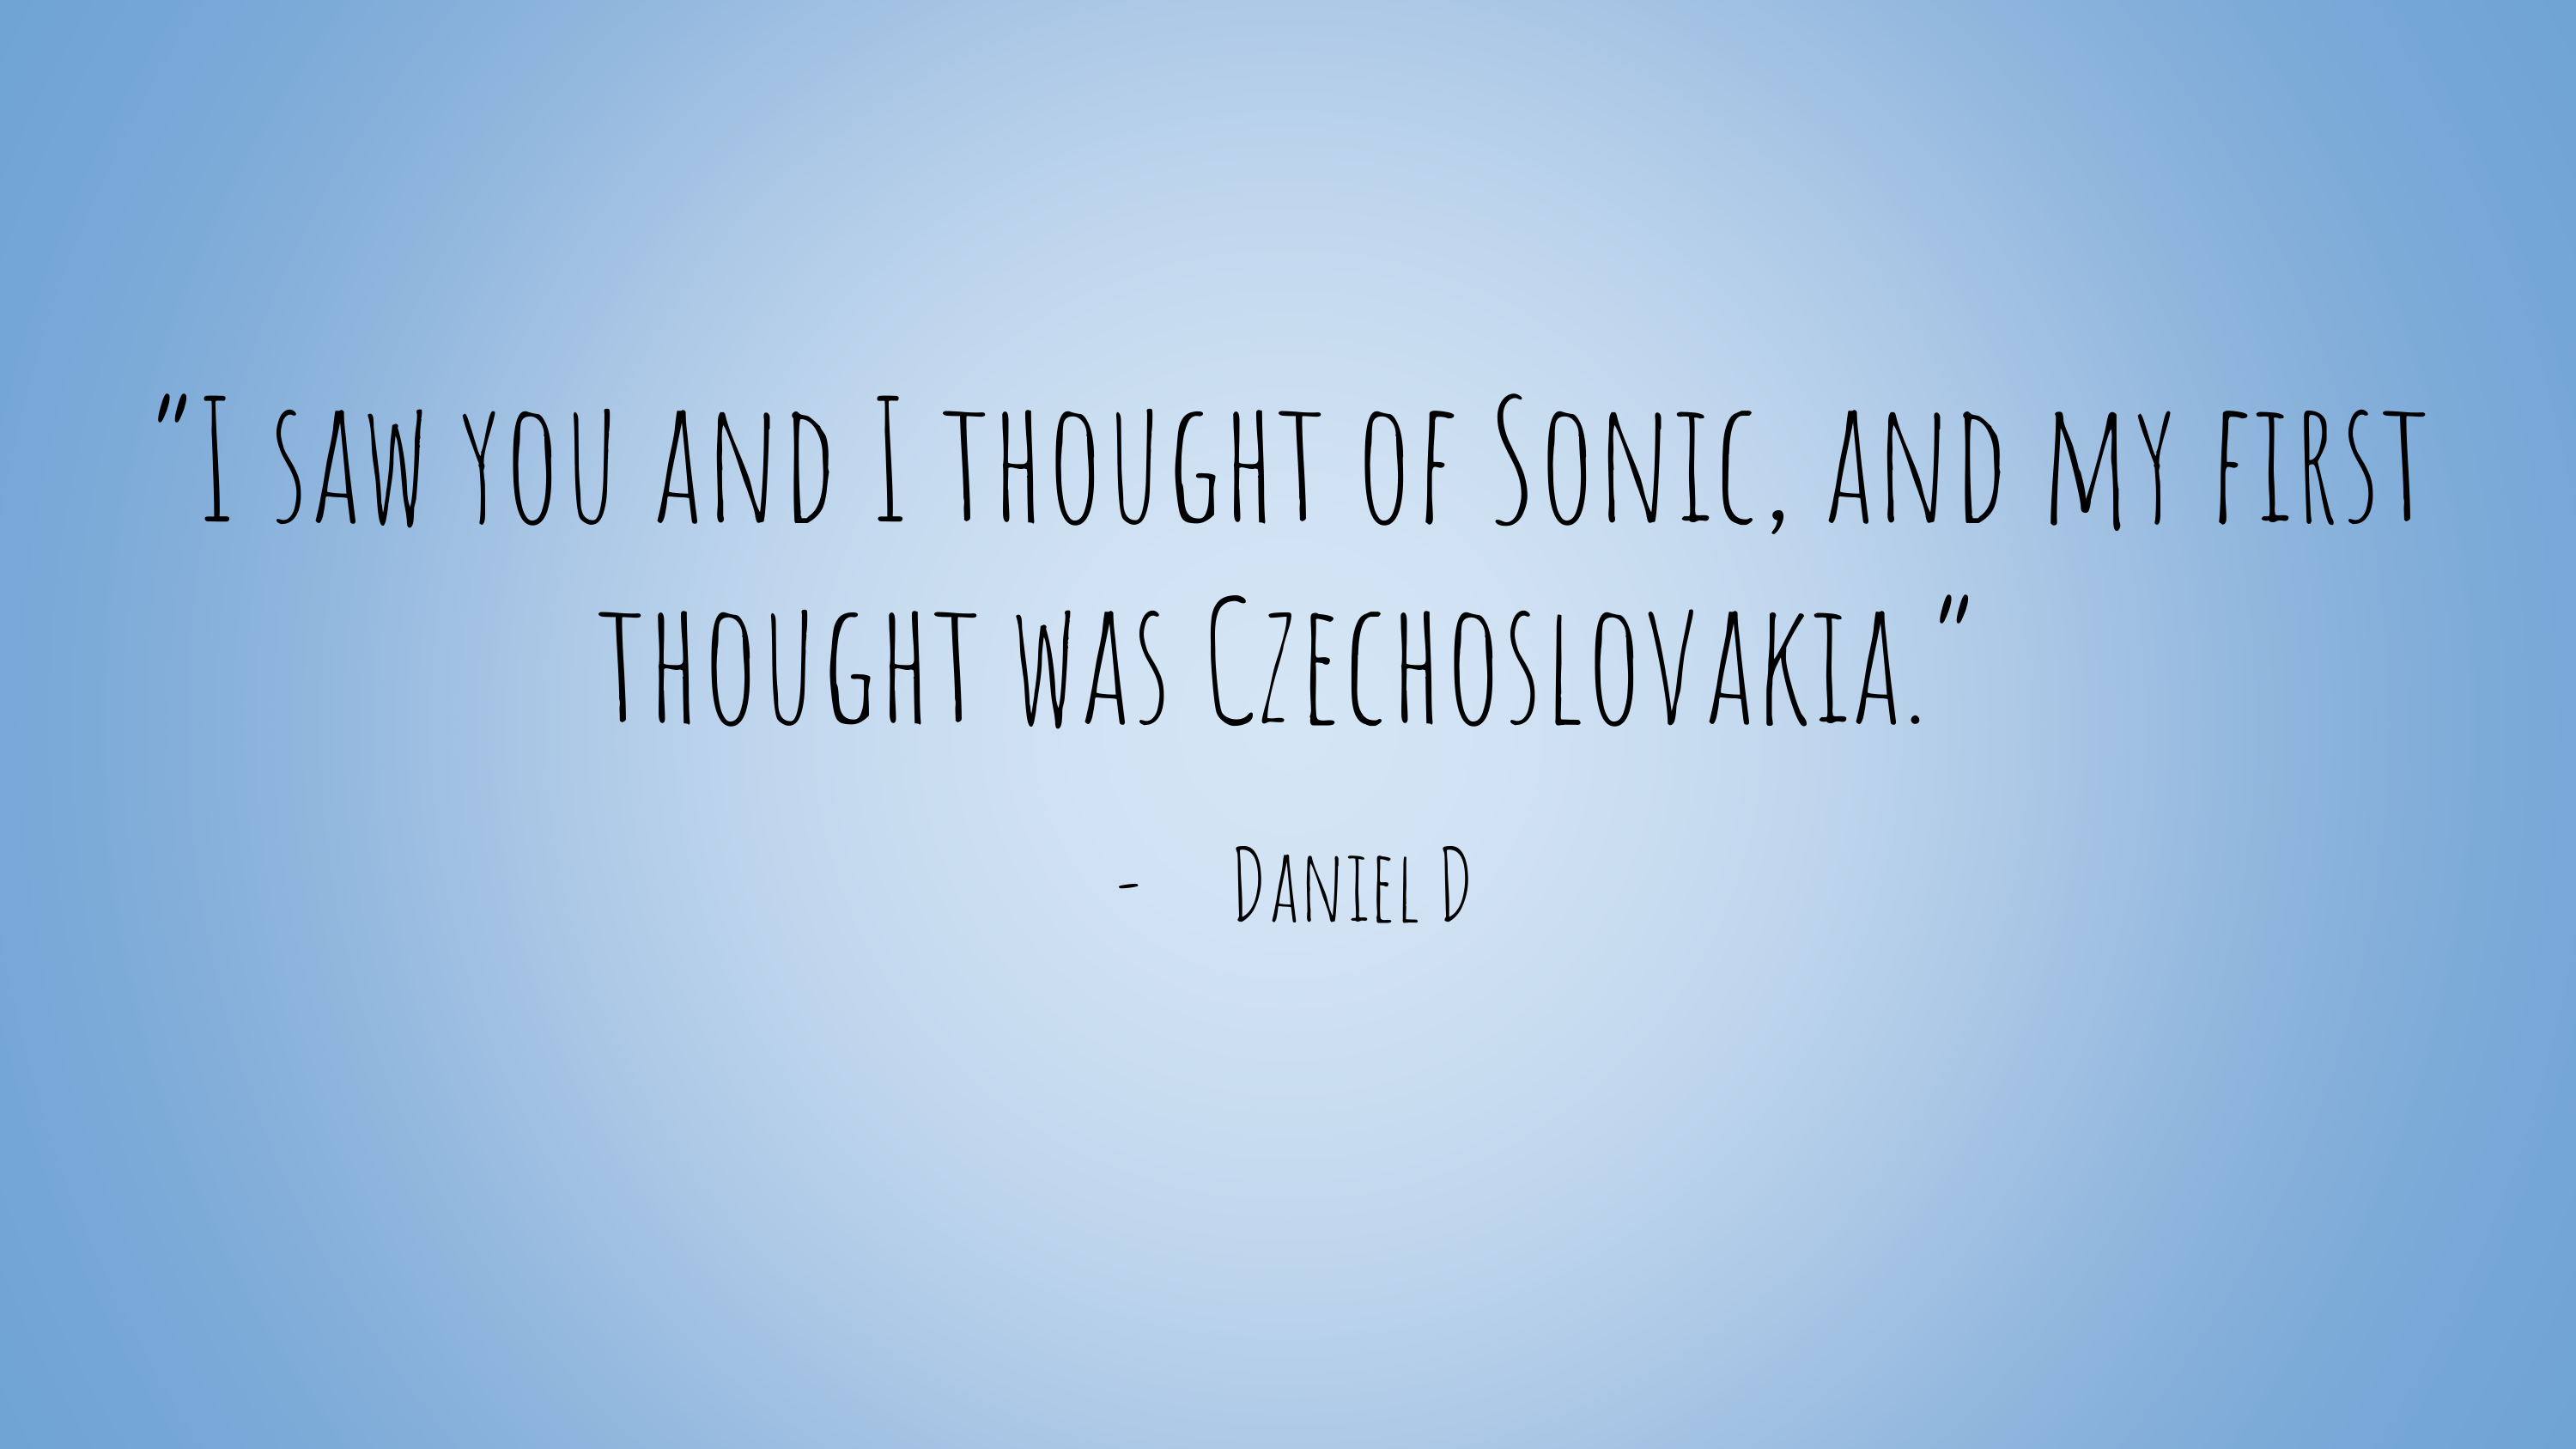 "I saw you and I thought of Sonic, and my first
thought was Czechoslovakia."
- Daniel D